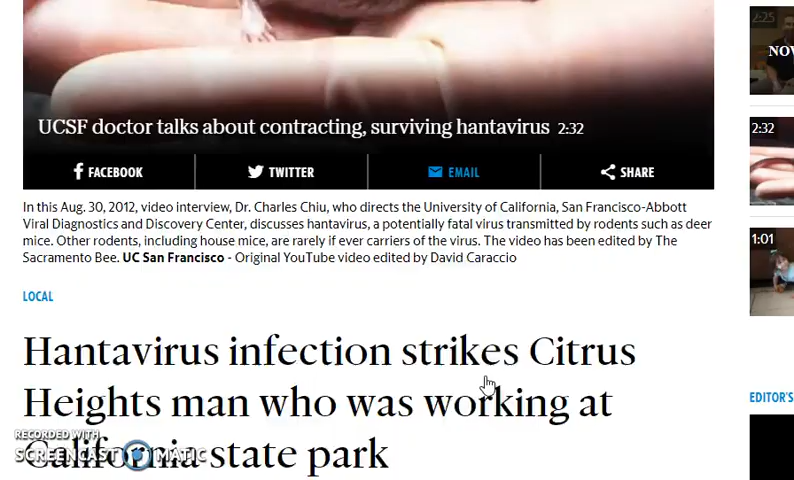 UCSF doctor talks about contracting, surviving hantavirus 2:32
FACEBOOK
TWITTER
EMAIL
SHARE
In this Aug. 30, 2012, video interview, Dr. Charles Chiu, who directs the University of California, San Francisco-Abbott
Viral Diagnostics and Discovery Center, discusses hantavirus, a potentially fatal virus transmitted by rodents such as deer
mice. Other rodents, including house mice, are rarely if ever carriers of the virus. The video has been edited by The
Sacramento Bee. UC San Francisco - Original YouTube video edited by David Caraccio
LOCAL
Hantavirus infection strikes Citrus
Heights man who was working at
California state park
RECORDED WITH
SCREENCAST MATIC
2:25
NOV
2:32
1:01
EDITOR'S